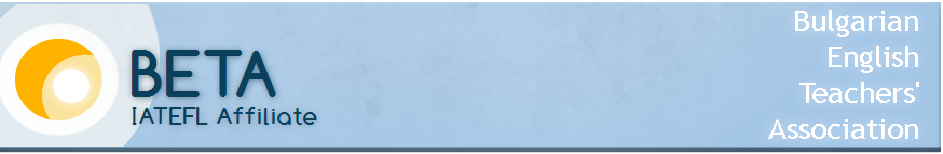 BETA
IATEFL Affiliate
Bulgarian
English
Teachers'
Association